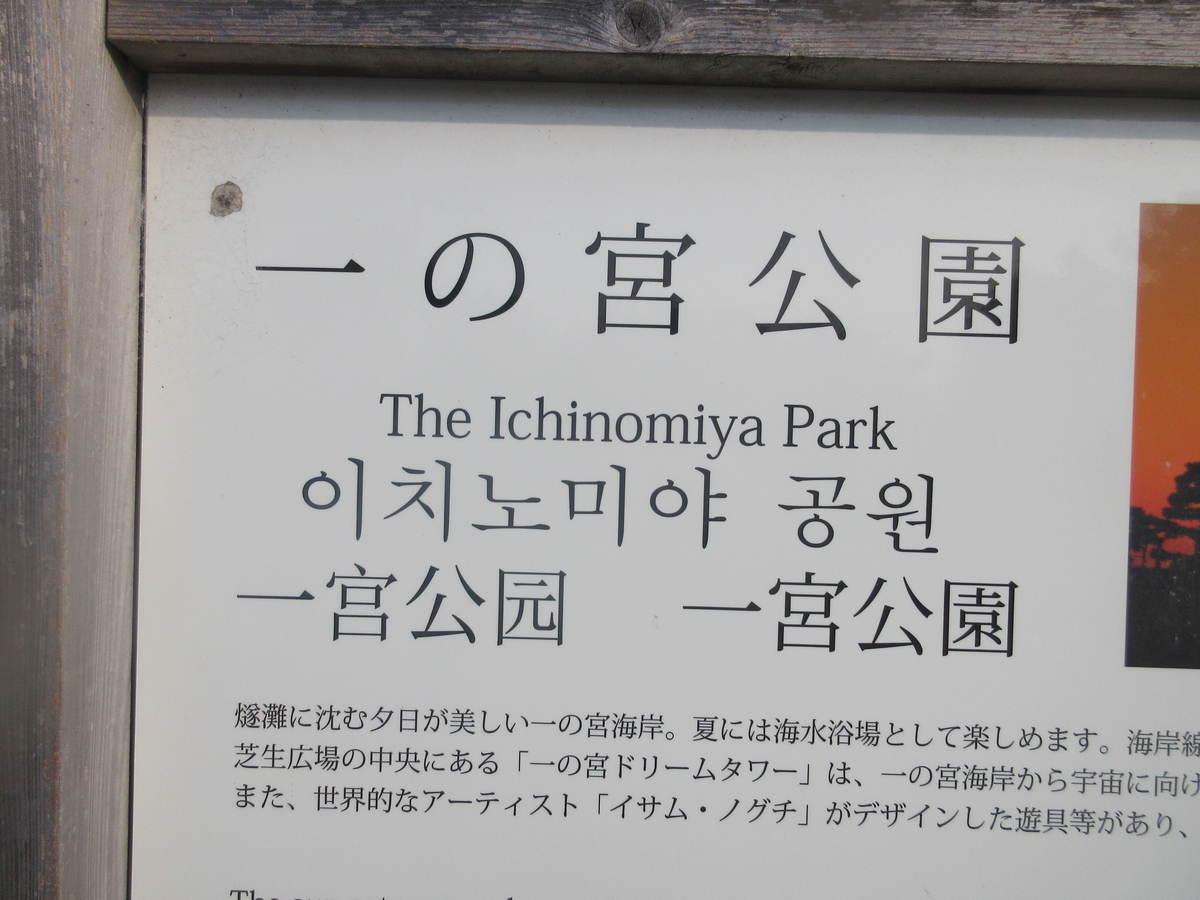 一の宮公園
The Ichinomiya Park
이치노미야 공원
一宫公园 一宮公園
燧灘に沈む夕日が美しい一の宮海岸。夏には海水浴場として楽しめます。海岸線
芝生広場の中央にある「一の宮ドリームタワー」は、一の宮海岸から宇宙に向け
また、世界的なアーティスト「イサム・ノグチ」がデザインした遊具等があり、
The